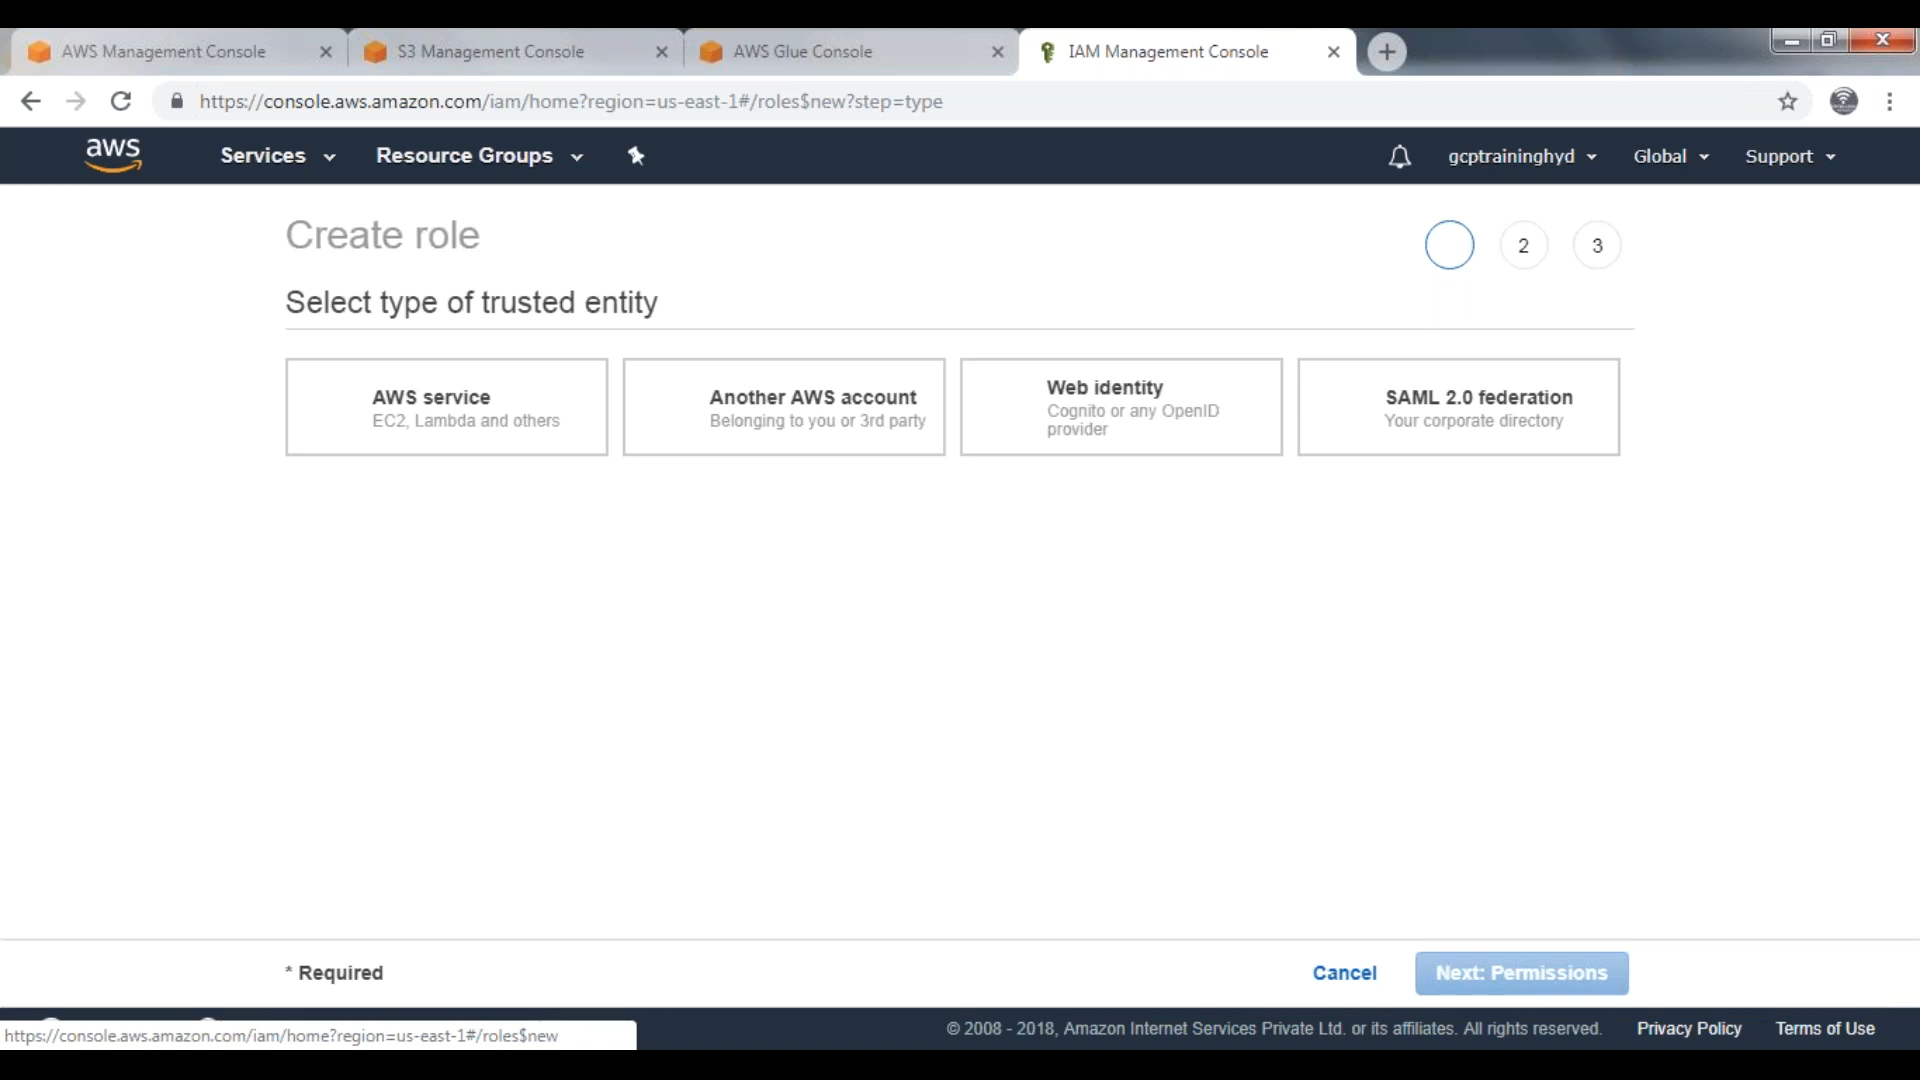 AWS Management Console
S3 Management Console
AWS Glue Console
IAM Management Console
https://console.aws.amazon.com/iam/home?region=us-east-1#/roles$new?step=type
aws
Services
Resource Groups
gcptraininghyd
Global
Support
Create role
2
3
Select type of trusted entity
AWS service
EC2, Lambda and others
Another AWS account
Belonging to you or 3rd party
Web identity
Cognito or any OpenID
provider
SAML 2.0 federation
Your corporate directory
* Required
Cancel
Next: Permissions
https://console.aws.amazon.com/iam/home?region=us-east-1#/roles$new
© 2008 - 2018, Amazon Internet Services Private Ltd. or its affiliates. All rights reserved.
Privacy Policy
Terms of Use